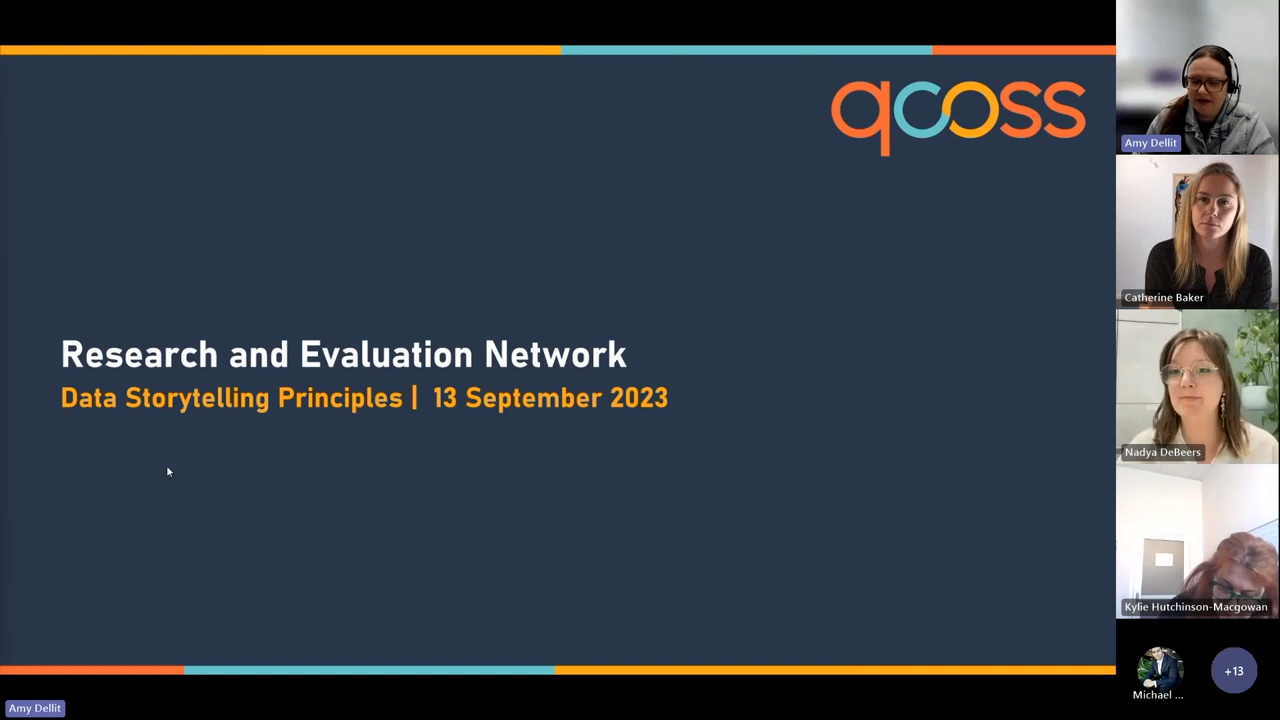 qcoss
Research and Evaluation Network
Data Storytelling Principles | 13 September 2023
Amy Dellit
Amy Dellit
Catherine Baker
Nadya DeBeers
Kylie Hutchinson-Macgowan
Michael ...
+13